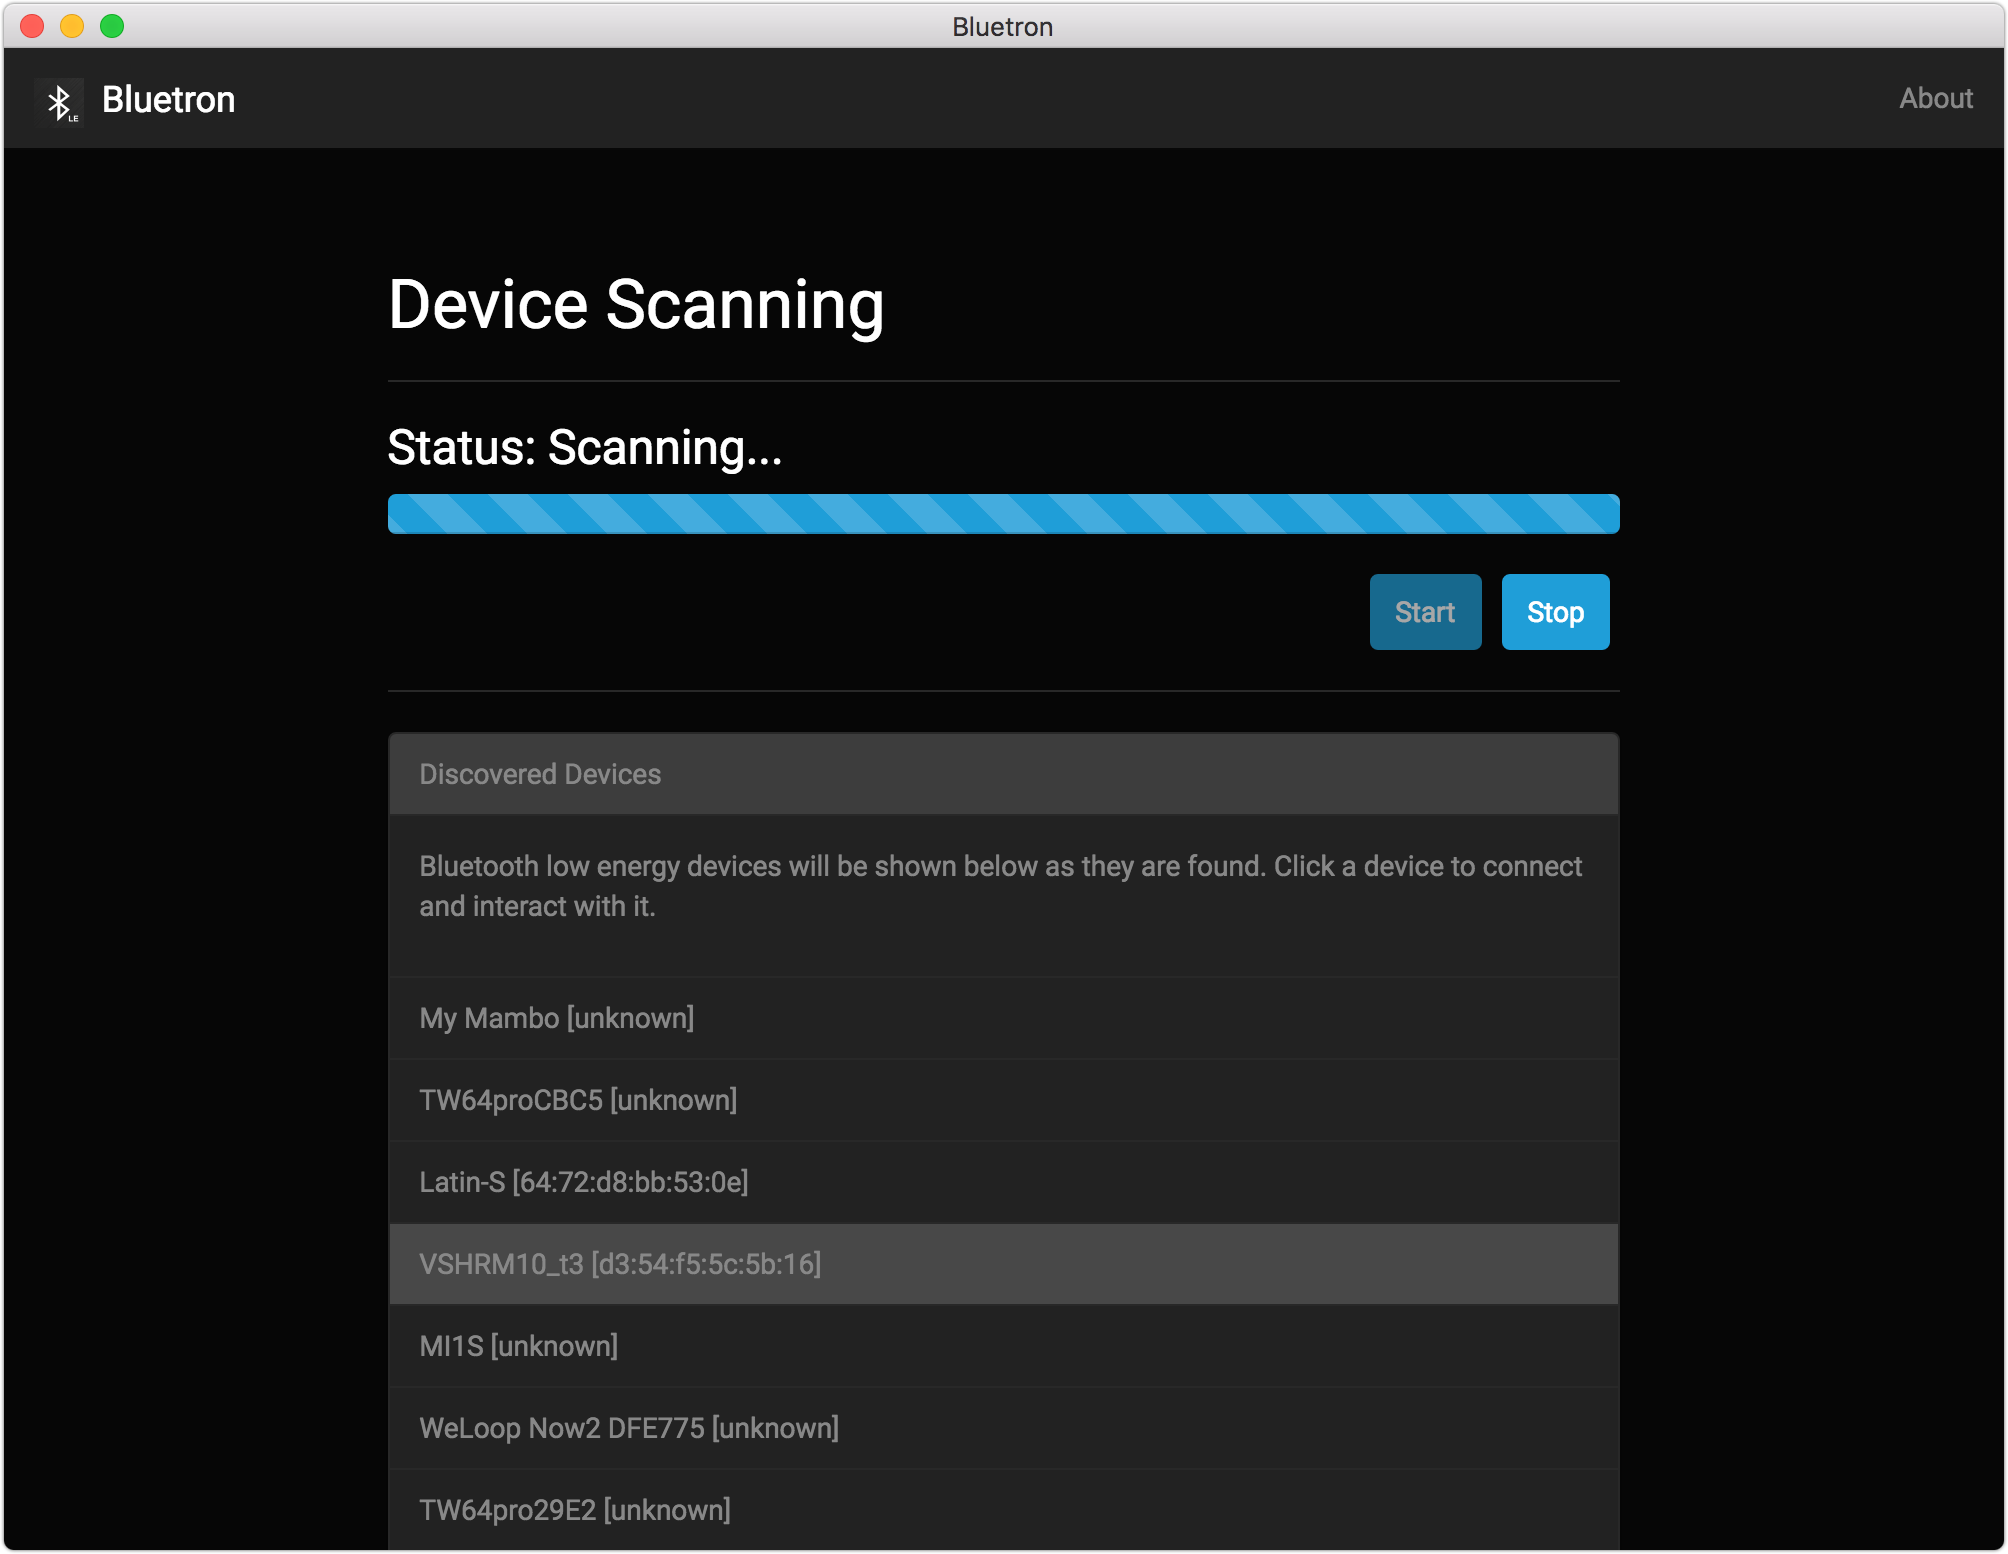 Bluetron
LE
Bluetron
About
Device Scanning
Status: Scanning...
Start
Stop
Discovered Devices
Bluetooth low energy devices will be shown below as they are found. Click a device to connect
and interact with it.
My Mambo [unknown]
TW64proCBC5 [unknown]
Latin-S [64:72:d8:bb:53:0e]
VSHRM10_t3 [d3:54:f5:5c:5b:16]
MI1S [unknown]
WeLoop Now2 DFE775 [unknown]
TW64pro29E2 [unknown]